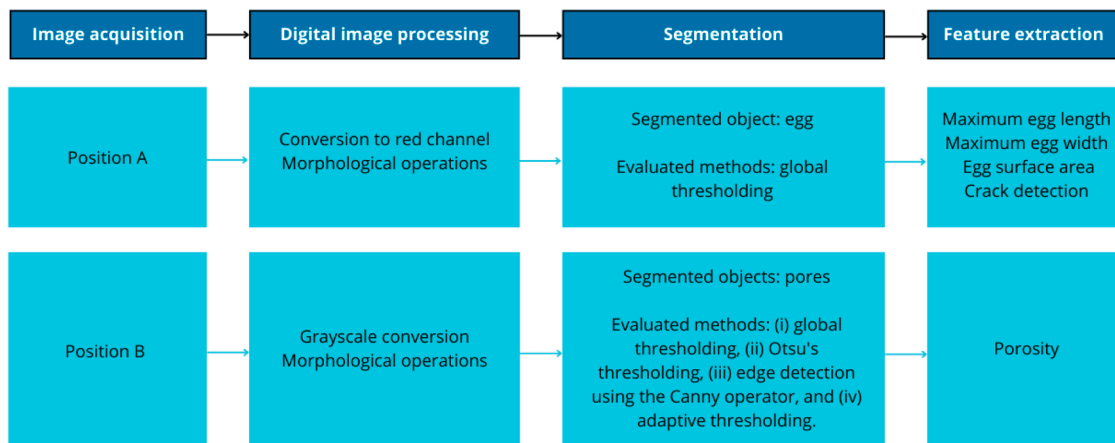 Image acquisition
Digital image processing
Segmentation
Feature extraction
Position A
Conversion to red channel
Morphological operations
Segmented object: egg
Evaluated methods: global
thresholding
Maximum egg length
Maximum egg width
Egg surface area
Crack detection
Position B
Grayscale conversion
Morphological operations
Segmented objects: pores
Evaluated methods: (i) global
thresholding, (ii) Otsu's
thresholding, (iii) edge detection
using the Canny operator, and (iv)
adaptive thresholding.
Porosity